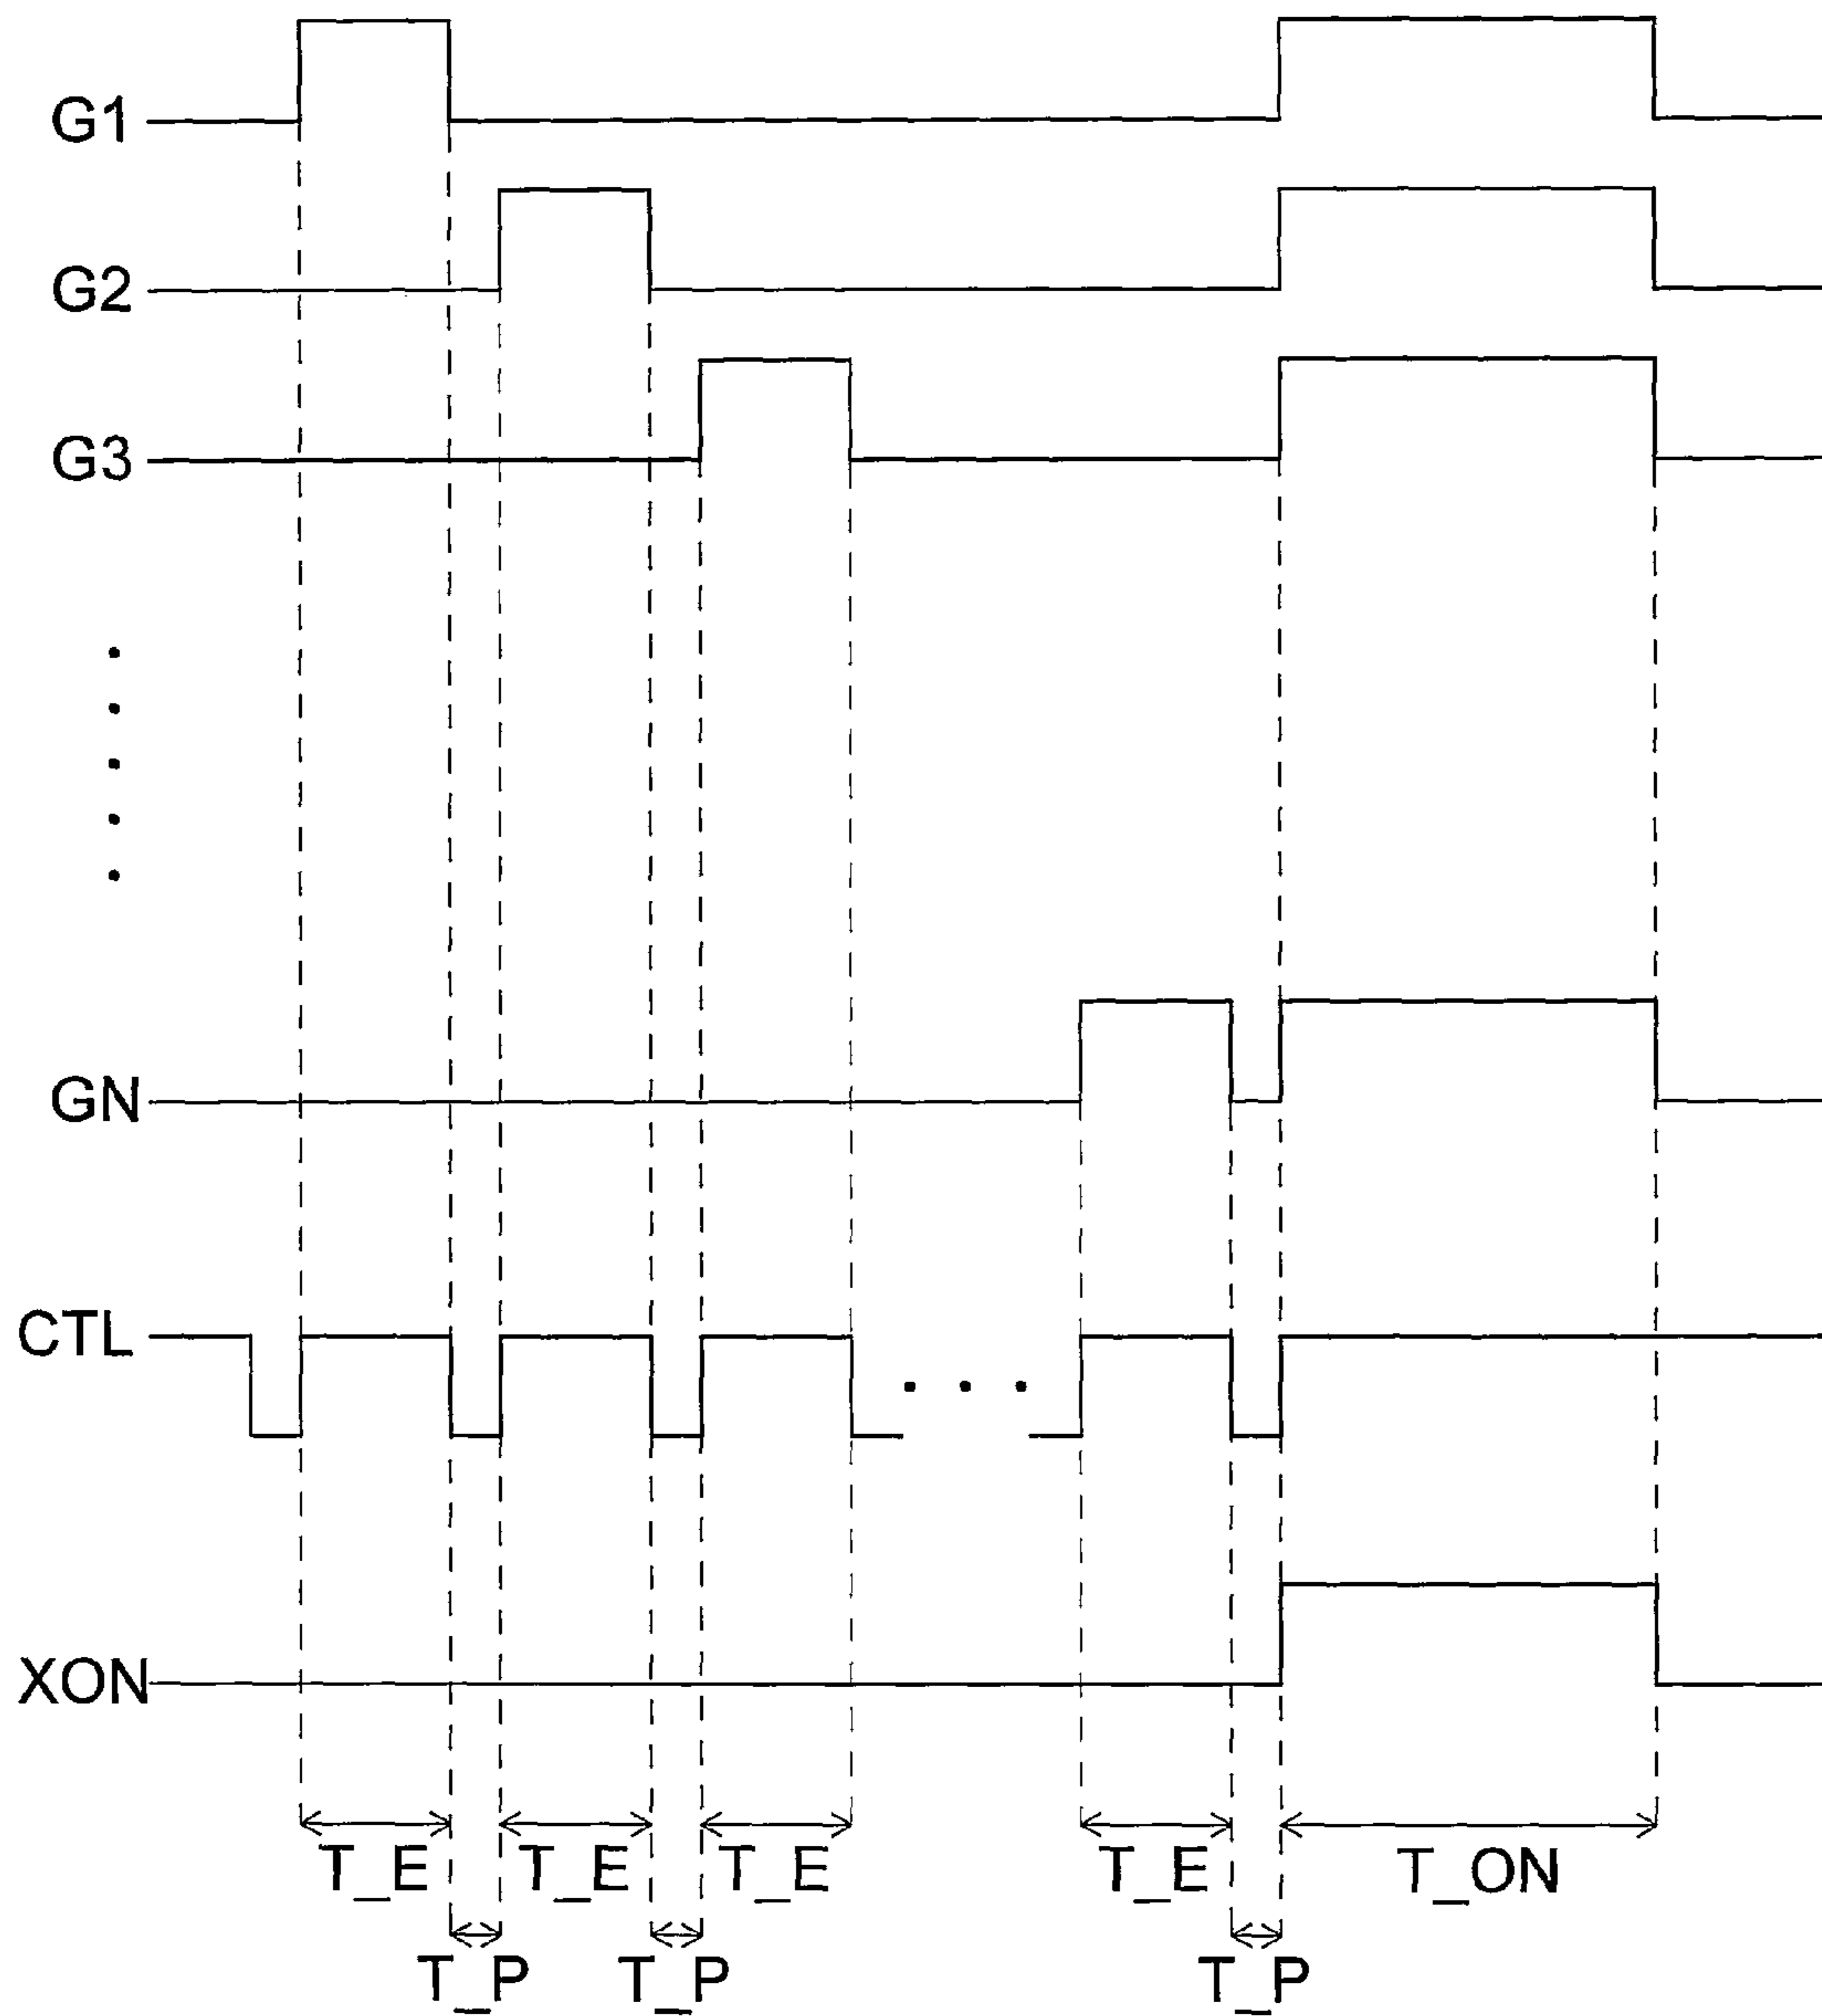 G1
G2
G3
GN
CTL
XON
T_E T_E T_E T_E T_ON
T_P T_P T_P